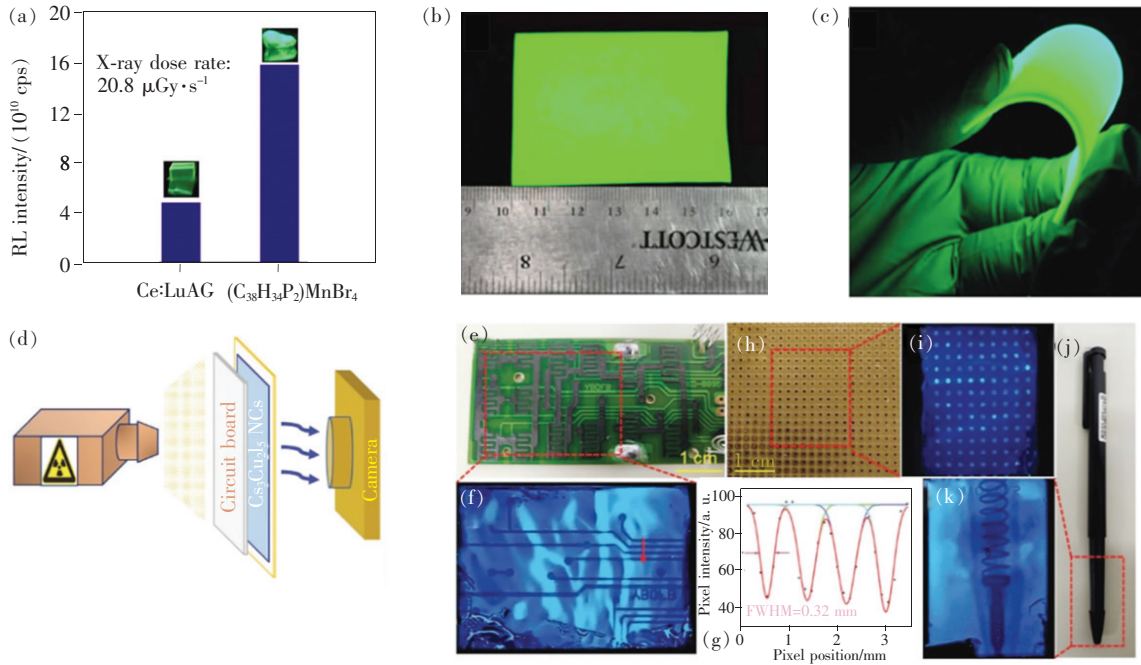 (a)
20
16
12
8
4
0
RL intensity/ (10¹⁰ cps)
X-ray dose rate:
20.8 μGy·s⁻¹
Ce:LuAG
(C₃₈H₃₄P₂)MnBr₄
(b)
9 10 11 12 13 14 15 16 17
WESTCOTT
8 7 6
(c)
(d)
Circuit board
Cs₃Cu₂I₅ NCs
Camera
(e)
1 cm
(f)
(g)
100
80
60
40
Pixel intensity/a. u.
FWHM=0.32 mm
0 1 2 3
Pixel position/mm
(h)
1 cm
(i)
(j)
(k)